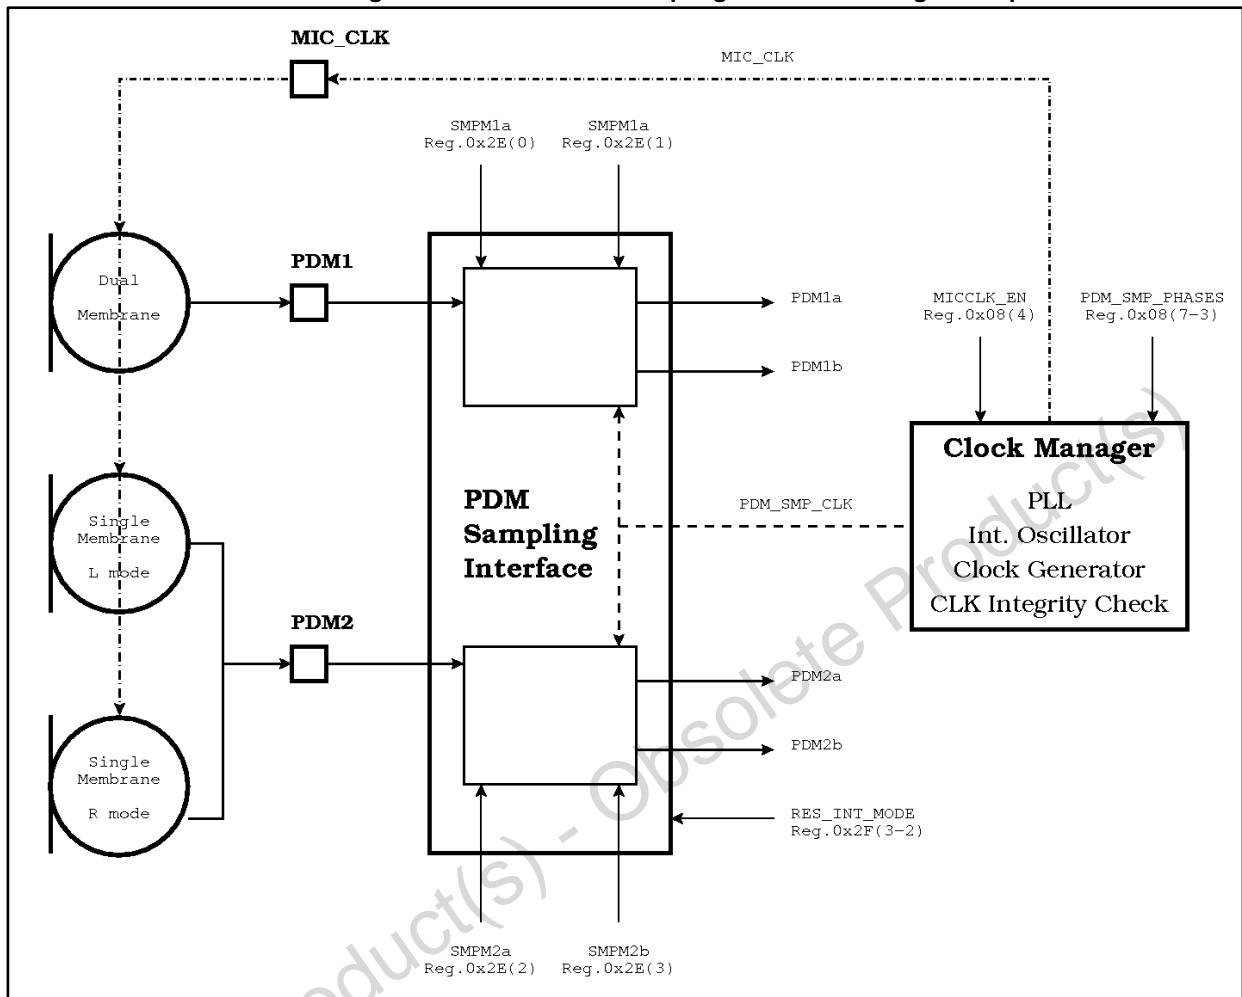 MIC_CLK
MIC_CLK
SMPM1a
Reg.0x2E(0)
SMPM1a
Reg.0x2E(1)
Dual
Membrane
PDM1
PDM1a
PDM1b
MICCLK_EN
Reg.0x08(4)
PDM_SMP_PHASES
Reg.0x08(7-3)
Clock Manager
PLL
Int. Oscillator
Clock Generator
CLK Integrity Check
PDM
Sampling
Interface
PDM_SMP_CLK
Single
Membrane
L mode
PDM2
PDM2a
PDM2b
Single
Membrane
R mode
RES_INT_MODE
Reg.0x2F(3-2)
SMPM2a
Reg.0x2E(2)
SMPM2b
Reg.0x2E(3)
oduct(s) - Obsolete Product(s)